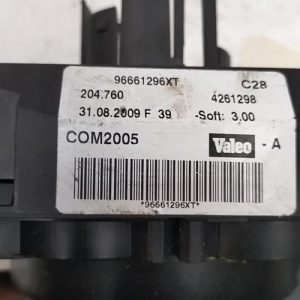 96661296XT C28
204.760 4261298
31.08.2009 F 39 -Soft: 3,00
COM2005 Valeo -A
*96661296XT*